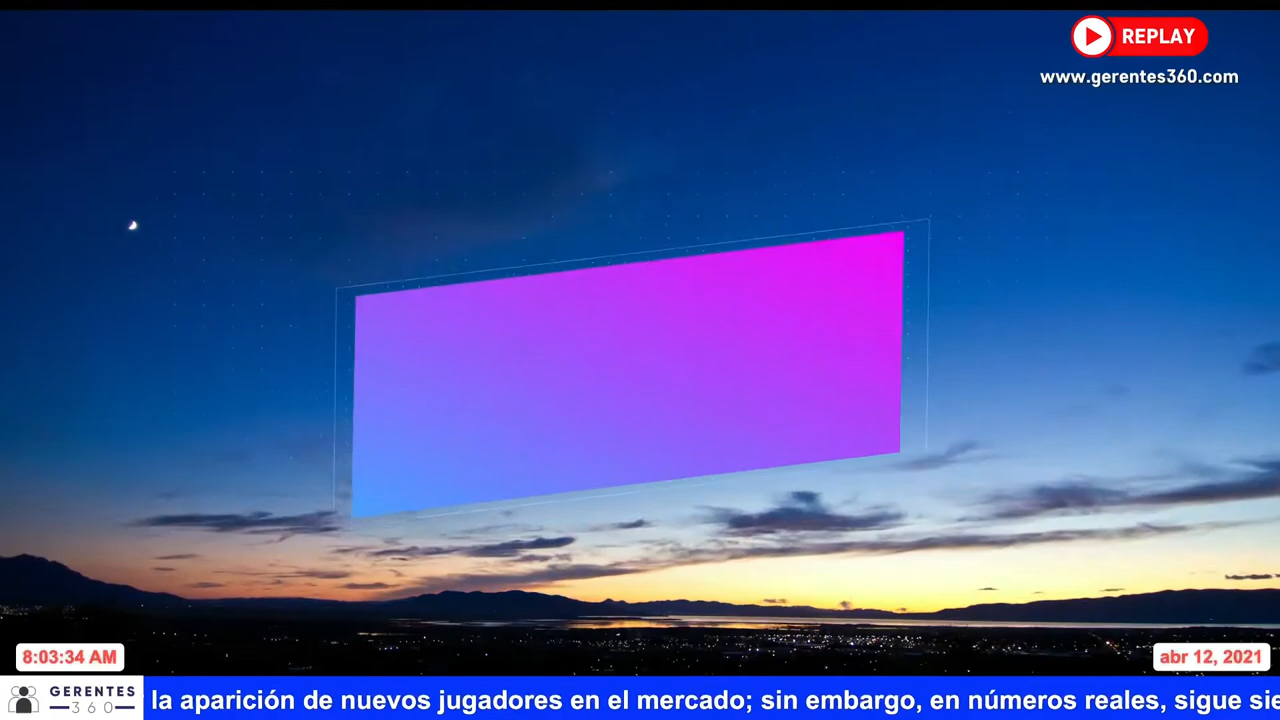 REPLAY
www.gerentes360.com
8:03:34 AM
abr 12, 2021
GERENTES
360
la aparición de nuevos jugadores en el mercado; sin embargo, en números reales, sigue